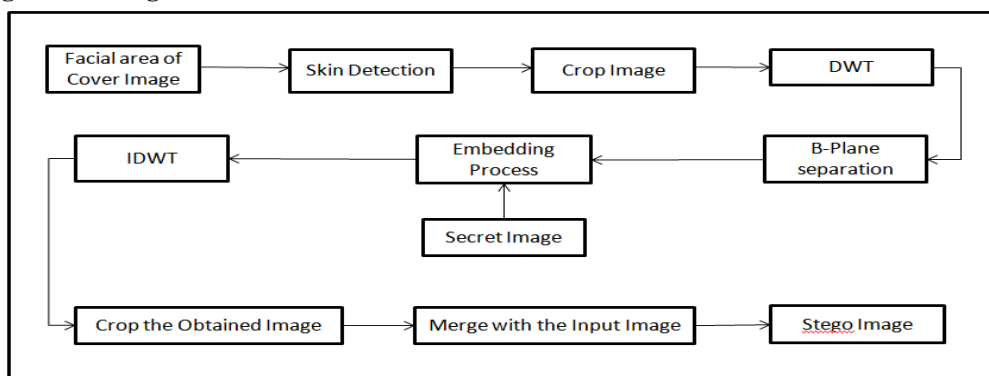 Facial area of
Cover Image
Skin Detection
Crop Image
DWT
B-Plane
separation
Embedding
Process
IDWT
Secret Image
Crop the Obtained Image
Merge with the Input Image
Stego Image